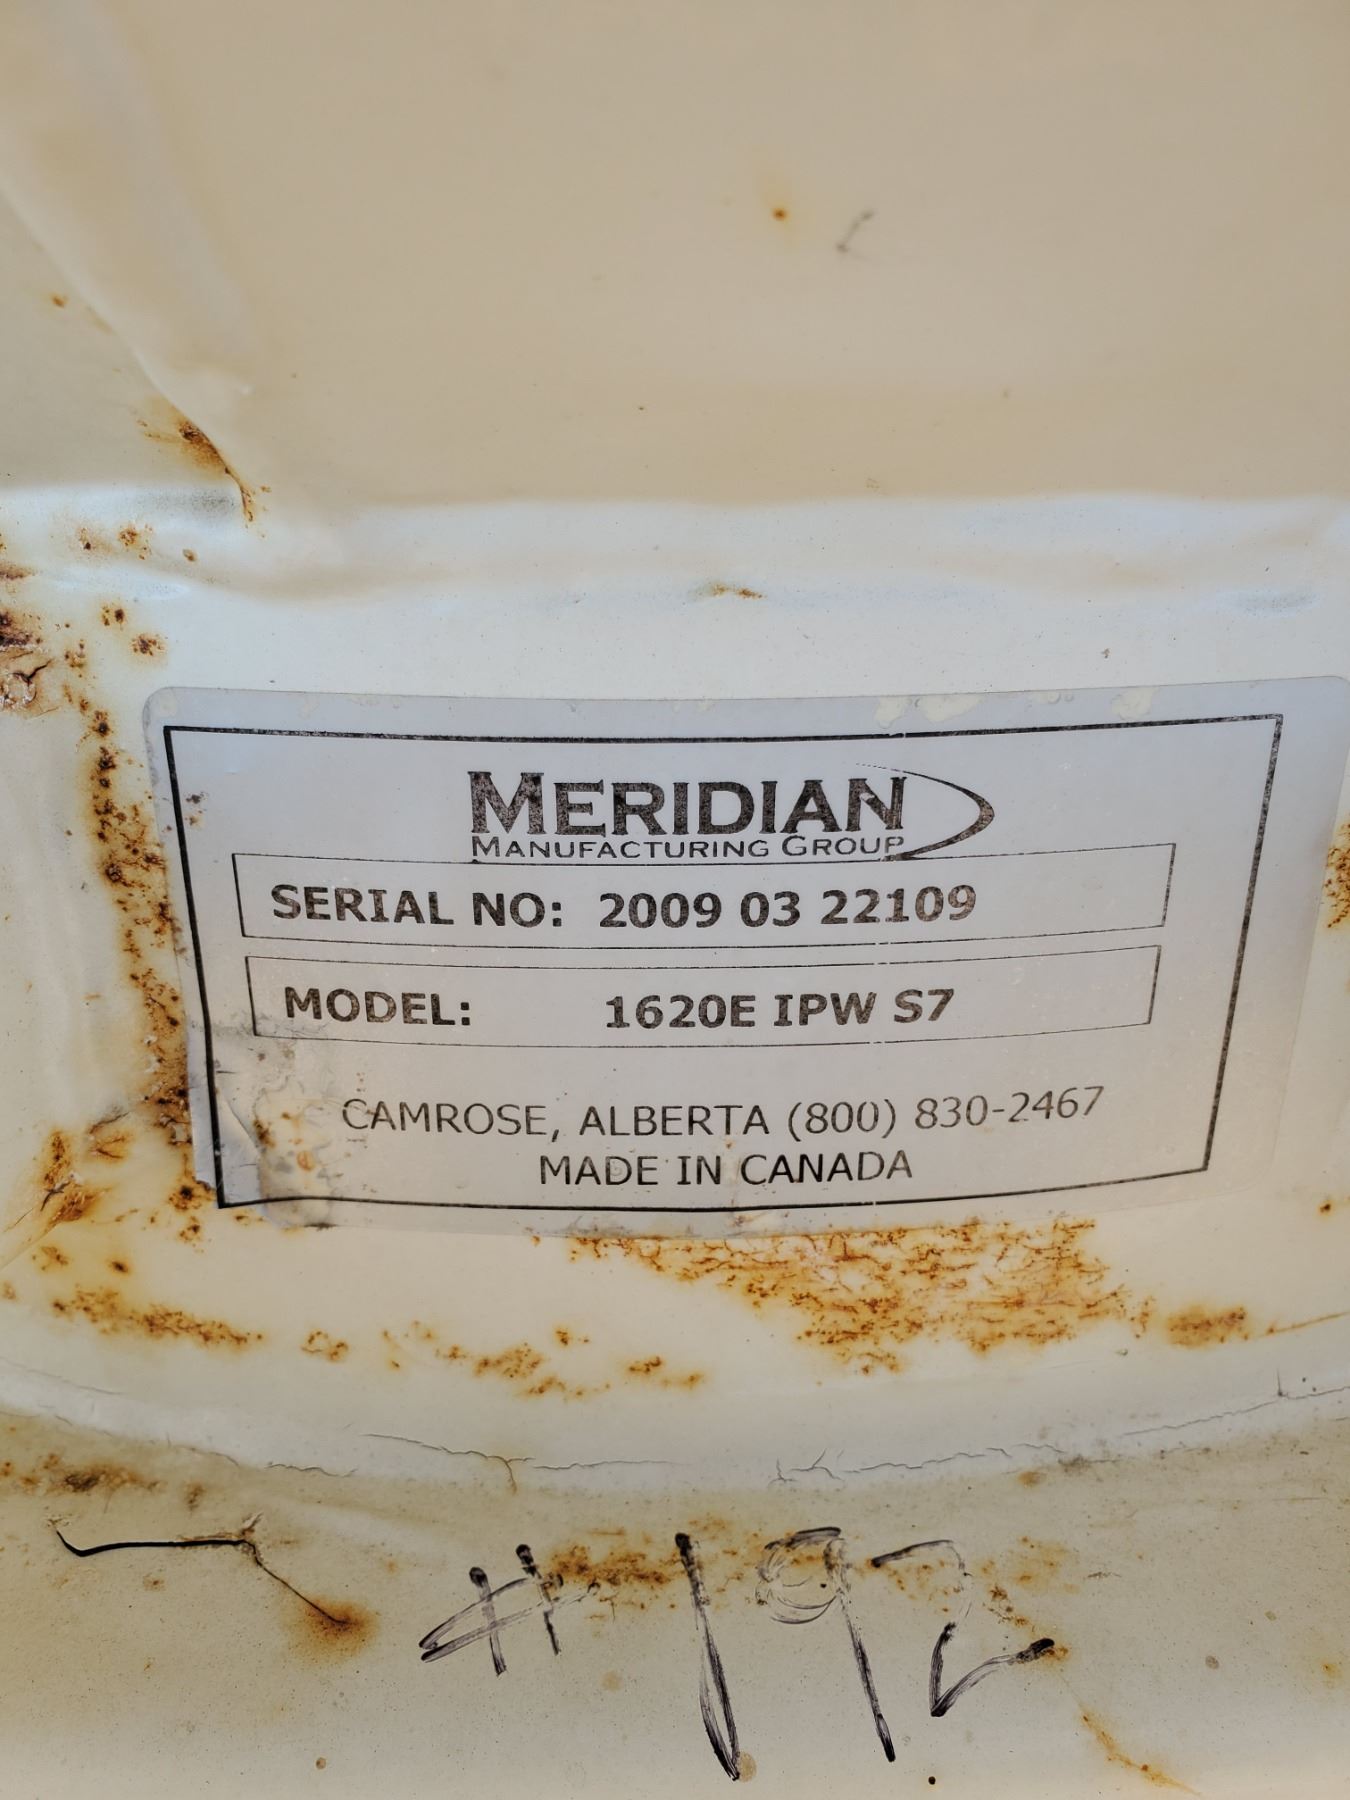 MERIDIAN
MANUFACTURING GROUP
SERIAL NO: 2009 03 22109
MODEL: 1620E IPW S7
CAMROSE, ALBERTA (800) 830-2467
MADE IN CANADA
#192